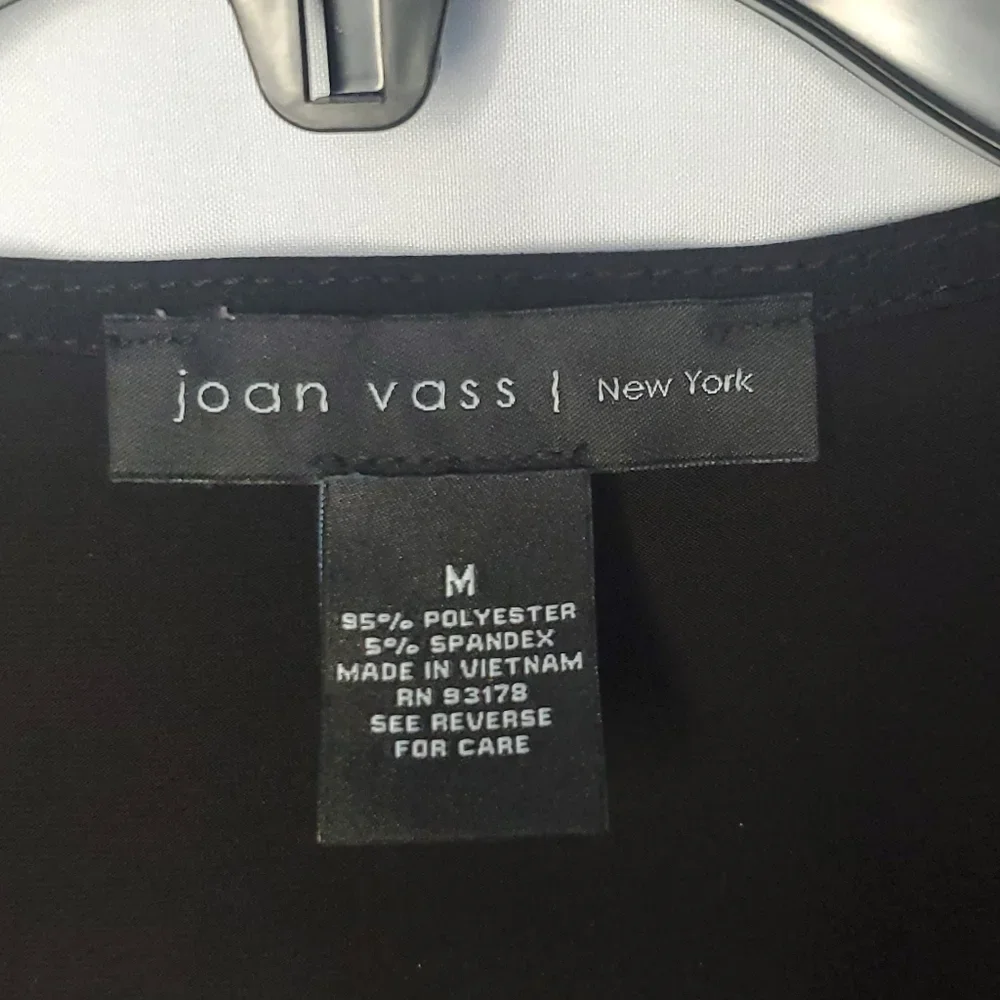 joan vass | New York
M
95% POLYESTER
5% SPANDEX
MADE IN VIETNAM
RN 93178
SEE REVERSE
FOR CARE